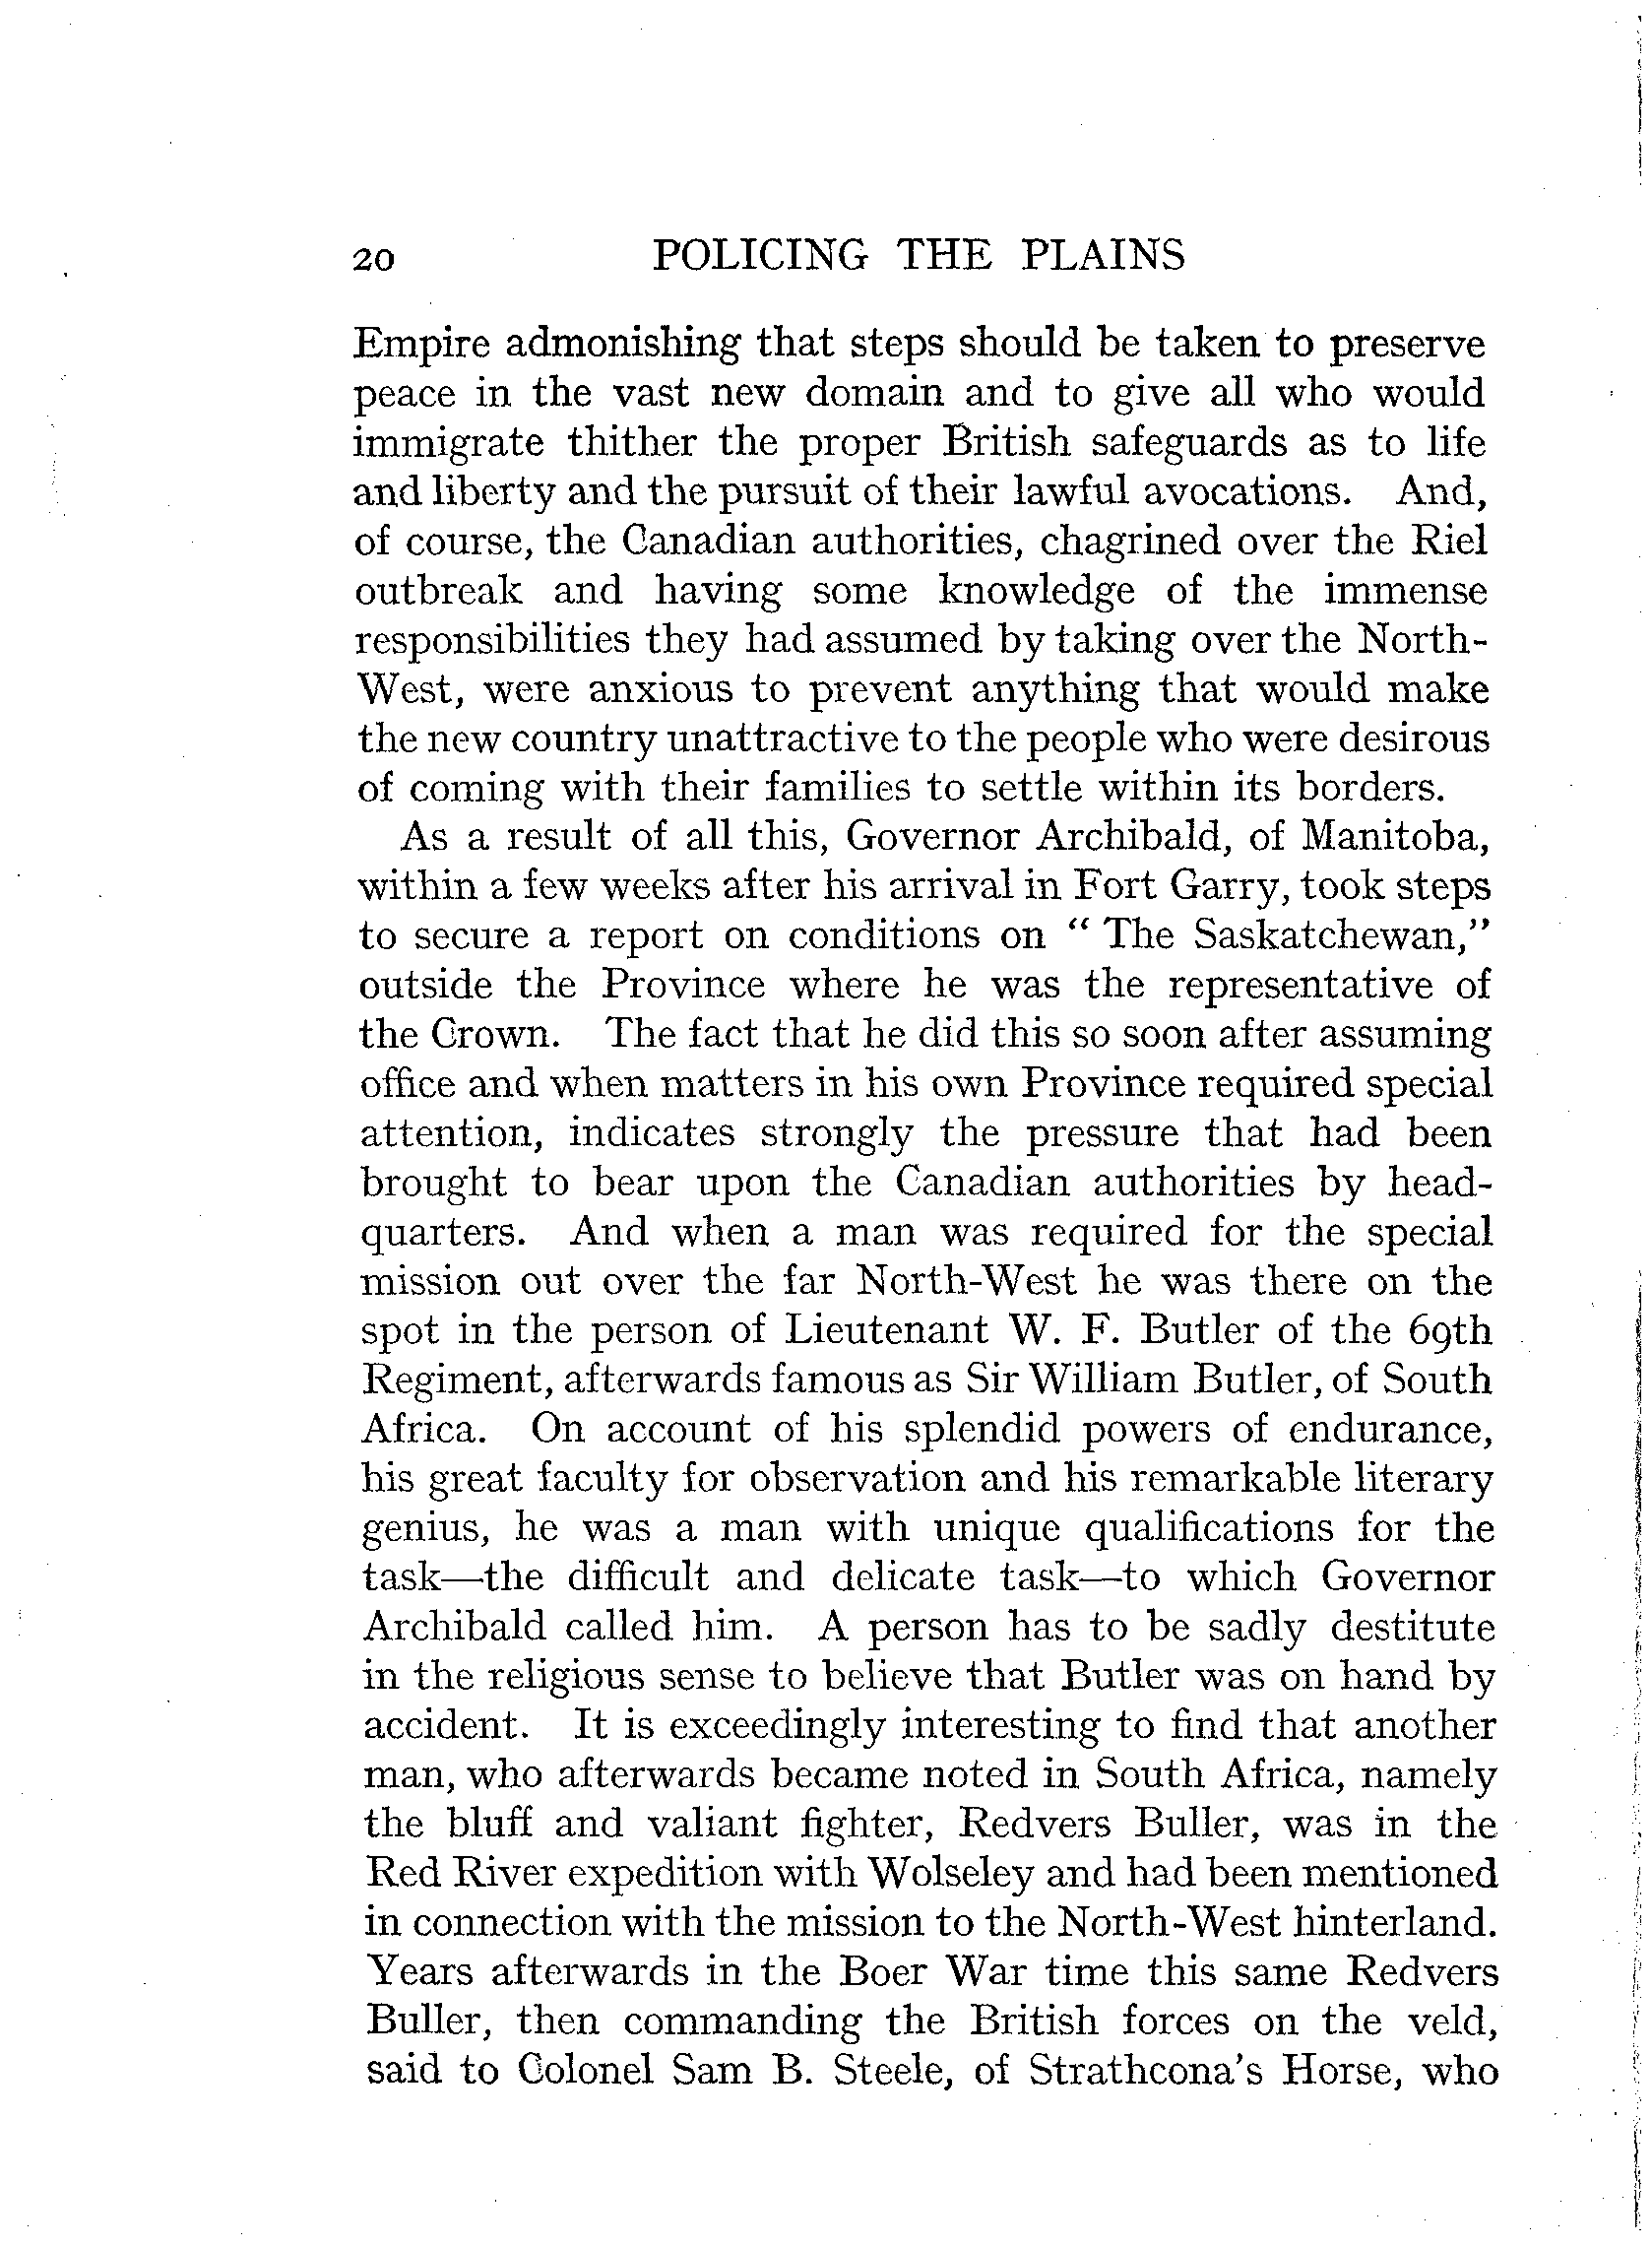 20 POLICING THE PLAINS
Empire admonishing that steps should be taken to preserve
peace in the vast new domain and to give all who would
immigrate thither the proper British safeguards as to life
and liberty and the pursuit of their lawful avocations. And,
of course, the Canadian authorities, chagrined over the Riel
outbreak and having some knowledge of the immense
responsibilities they had assumed by taking over the North-
West, were anxious to prevent anything that would make
the new country unattractive to the people who were desirous
of coming with their families to settle within its borders.
As a result of all this, Governor Archibald, of Manitoba,
within a few weeks after his arrival in Fort Garry, took steps
to secure a report on conditions on “ The Saskatchewan,”
outside the Province where he was the representative of
the Crown. The fact that he did this so soon after assuming
office and when matters in his own Province required special
attention, indicates strongly the pressure that had been
brought to bear upon the Canadian authorities by head-
quarters. And when a man was required for the special
mission out over the far North-West he was there on the
spot in the person of Lieutenant W. F. Butler of the 69th
Regiment, afterwards famous as Sir William Butler, of South
Africa. On account of his splendid powers of endurance,
his great faculty for observation and his remarkable literary
genius, he was a man with unique qualifications for the
task—the difficult and delicate task—to which Governor
Archibald called him. A person has to be sadly destitute
in the religious sense to believe that Butler was on hand by
accident. It is exceedingly interesting to find that another
man, who afterwards became noted in South Africa, namely
the bluff and valiant fighter, Redvers Buller, was in the
Red River expedition with Wolseley and had been mentioned
in connection with the mission to the North-West hinterland.
Years afterwards in the Boer War time this same Redvers
Buller, then commanding the British forces on the veld,
said to Colonel Sam B. Steele, of Strathcona's Horse, who